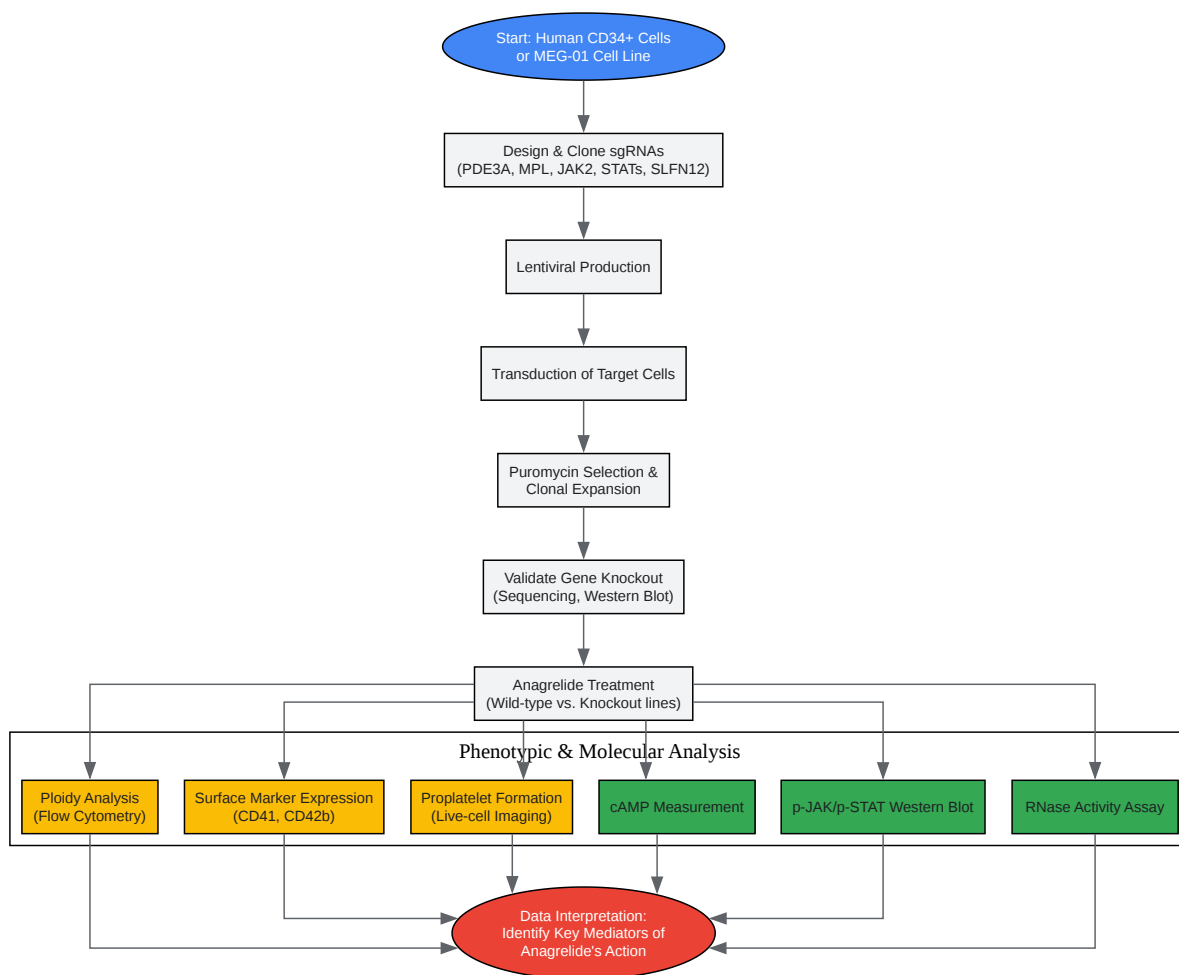 Start: Human CD34+ Cells
or MEG-01 Cell Line
Design & Clone sgRNAs
(PDE3A, MPL, JAK2, STATs, SLFN12)
Lentiviral Production
Transduction of Target Cells
Puromycin Selection &
Clonal Expansion
Validate Gene Knockout
(Sequencing, Western Blot)
Anagrelide Treatment
(Wild-type vs. Knockout lines)
Phenotypic & Molecular Analysis
Ploidy Analysis
(Flow Cytometry)
Surface Marker Expression
(CD41, CD42b)
Proplatelet Formation
(Live-cell Imaging)
cAMP Measurement
p-JAK/p-STAT Western Blot
RNase Activity Assay
Data Interpretation:
Identify Key Mediators of
Anagrelide's Action